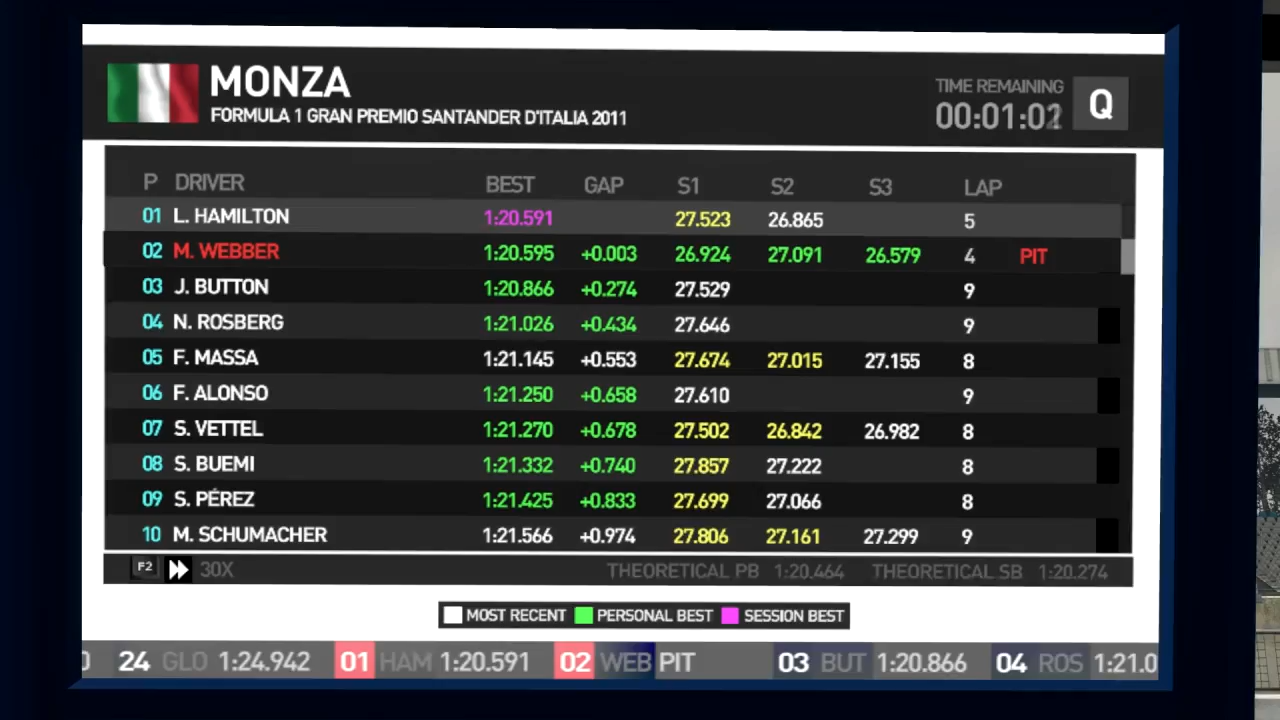 MONZA
FORMULA 1 GRAN PREMIO SANTANDER D'ITALIA 2011
TIME REMAINING
00:01:02
Q
P DRIVER BEST GAP S1 S2 S3 LAP
01 L. HAMILTON 1:20.591 27.523 26.865 5
02 M. WEBBER 1:20.595 +0.003 26.924 27.091 26.579 4 PIT
03 J. BUTTON 1:20.866 +0.274 27.529 9
04 N. ROSBERG 1:21.026 +0.434 27.646 9
05 F. MASSA 1:21.145 +0.553 27.674 27.015 27.155 8
06 F. ALONSO 1:21.250 +0.658 27.610 9
07 S. VETTEL 1:21.270 +0.678 27.502 26.842 26.982 8
08 S. BUEMI 1:21.332 +0.740 27.857 27.222 8
09 S. PÉREZ 1:21.425 +0.833 27.699 27.066 8
10 M. SCHUMACHER 1:21.566 +0.974 27.806 27.161 27.299 9
F2 30X THEORETICAL PB 1:20.464 THEORETICAL SB 1:20.274
MOST RECENT PERSONAL BEST SESSION BEST
24 GLO 1:24.942 01 HAM 1:20.591 02 WEB PIT 03 BUT 1:20.866 04 ROS 1:21.0